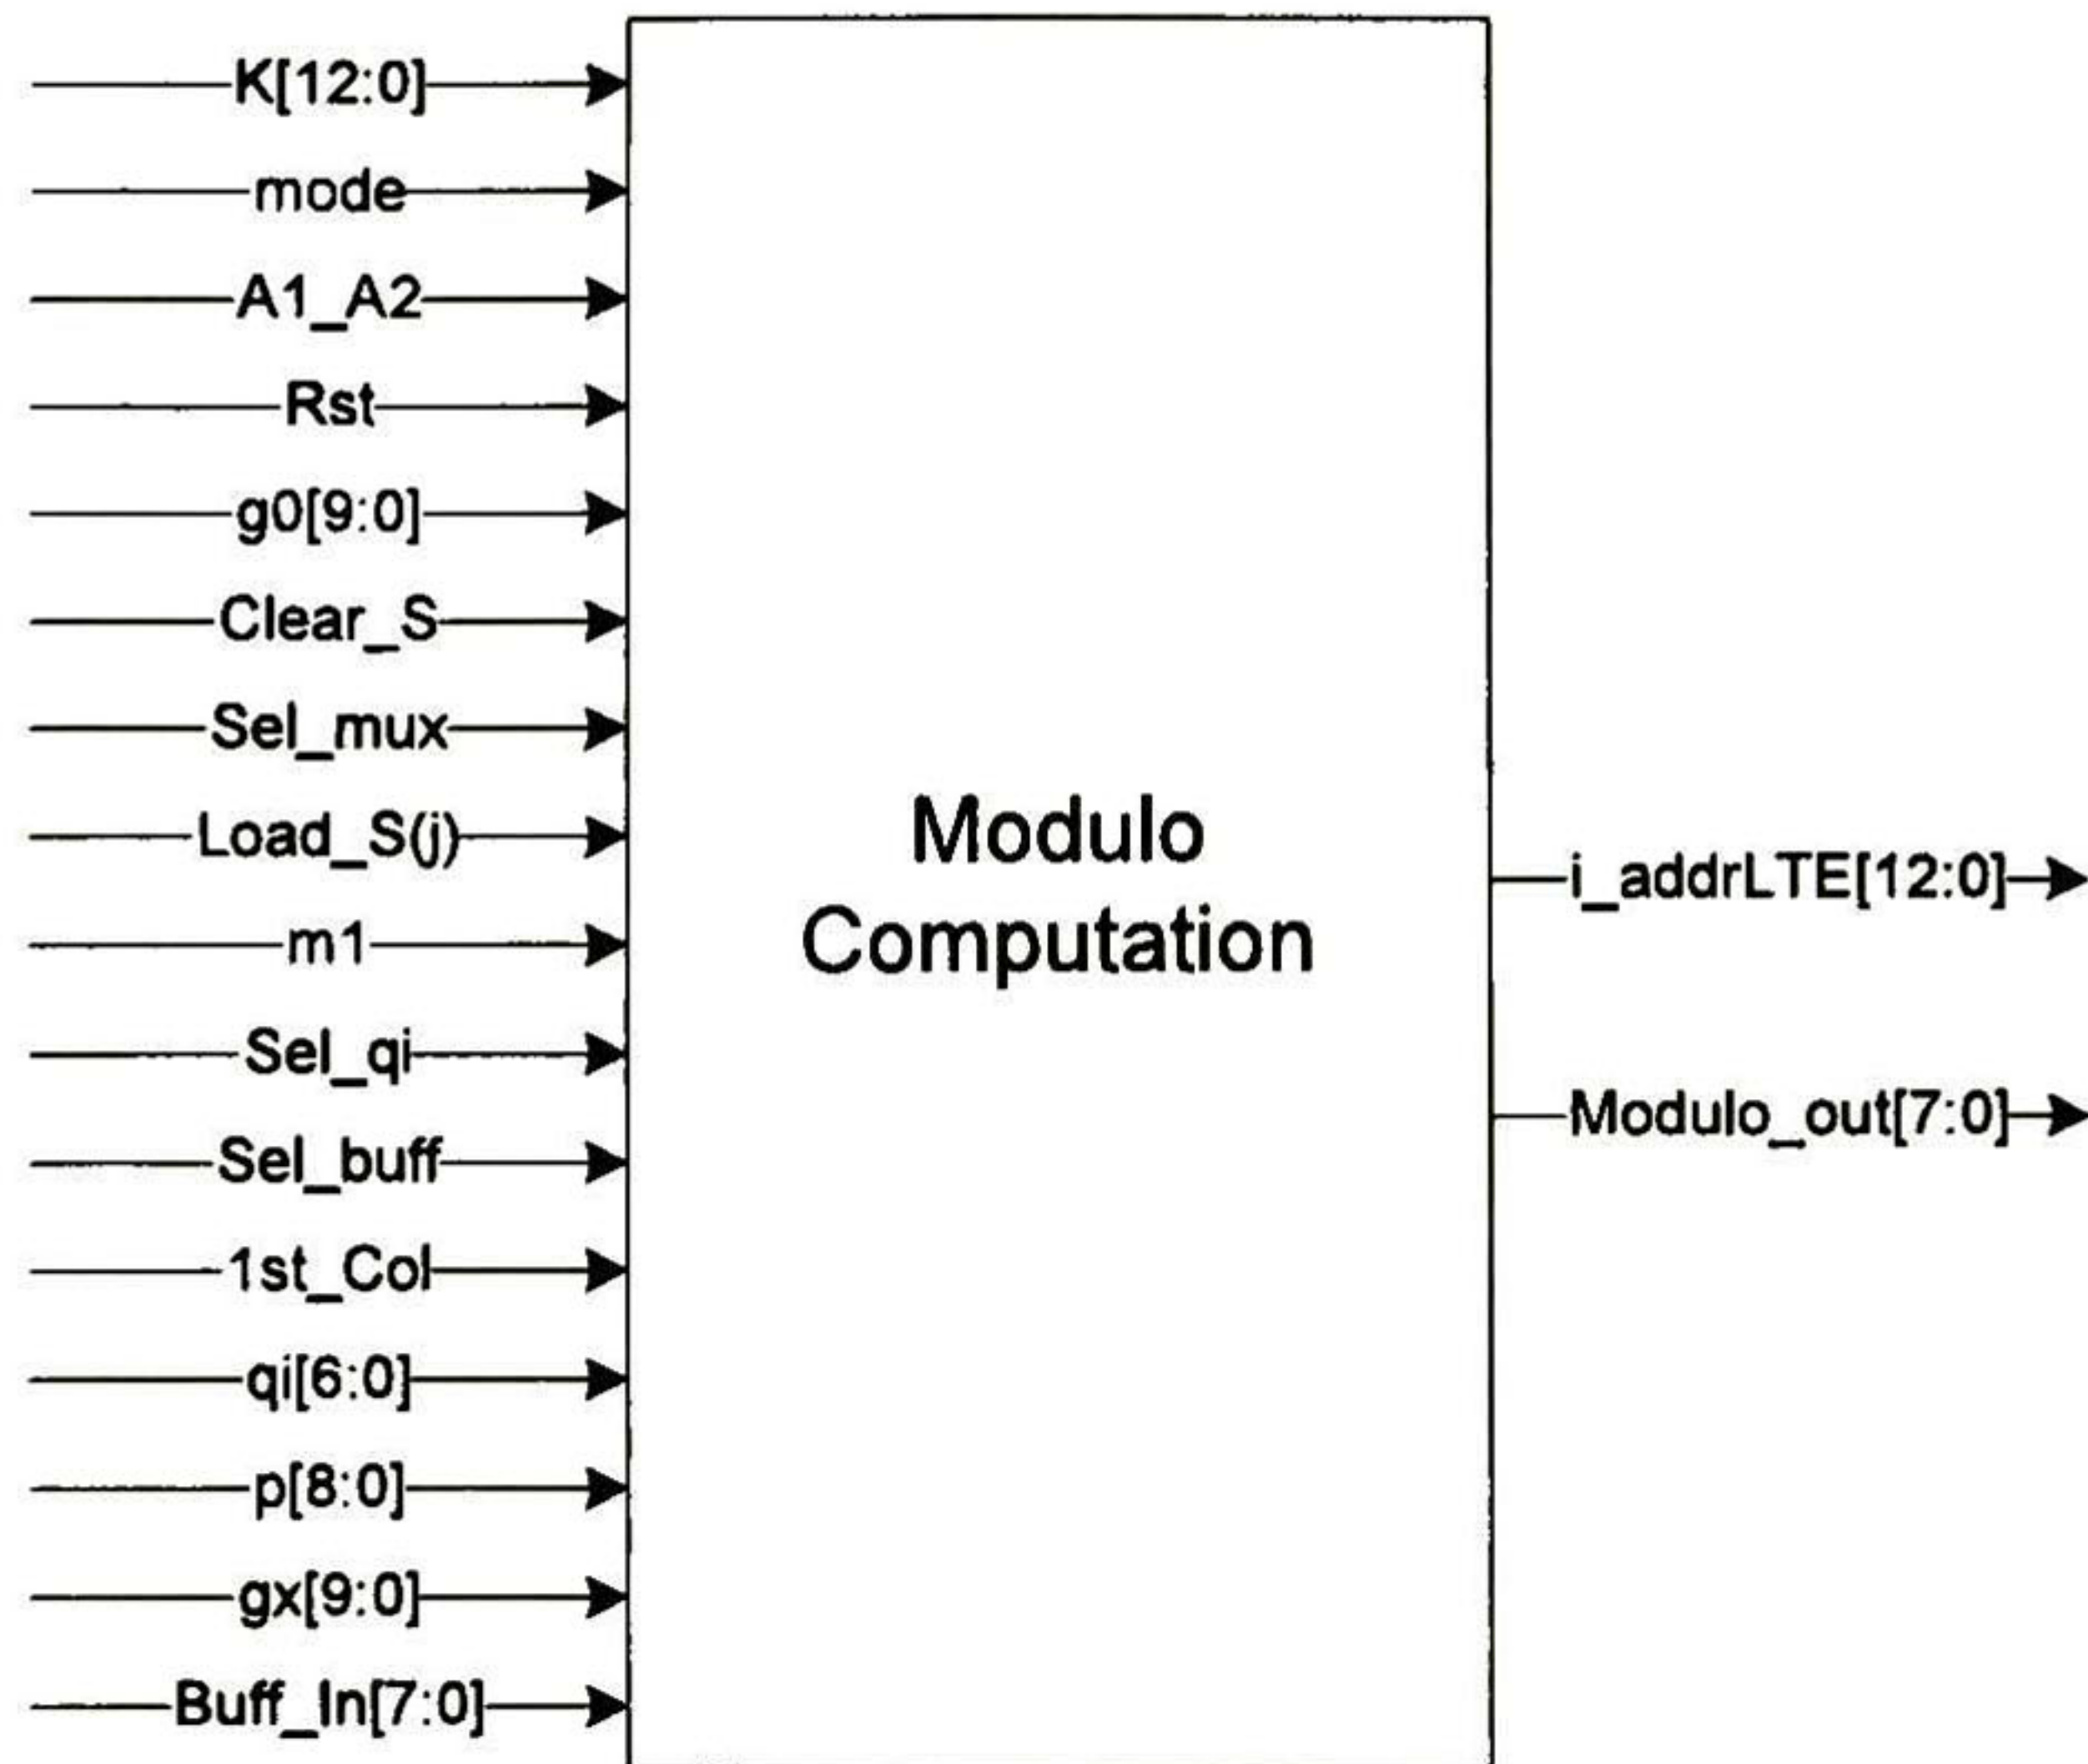 K[12:0]
mode
A1_A2
Rst
g0[9:0]
Clear_S
Sel_mux
Load_S(j)
m1
Sel_qi
Sel_buff
1st_Col
qi[6:0]
p[8:0]
gx[9:0]
Buff_In[7:0]
Modulo
Computation
i_addrLTE[12:0]
Modulo_out[7:0]